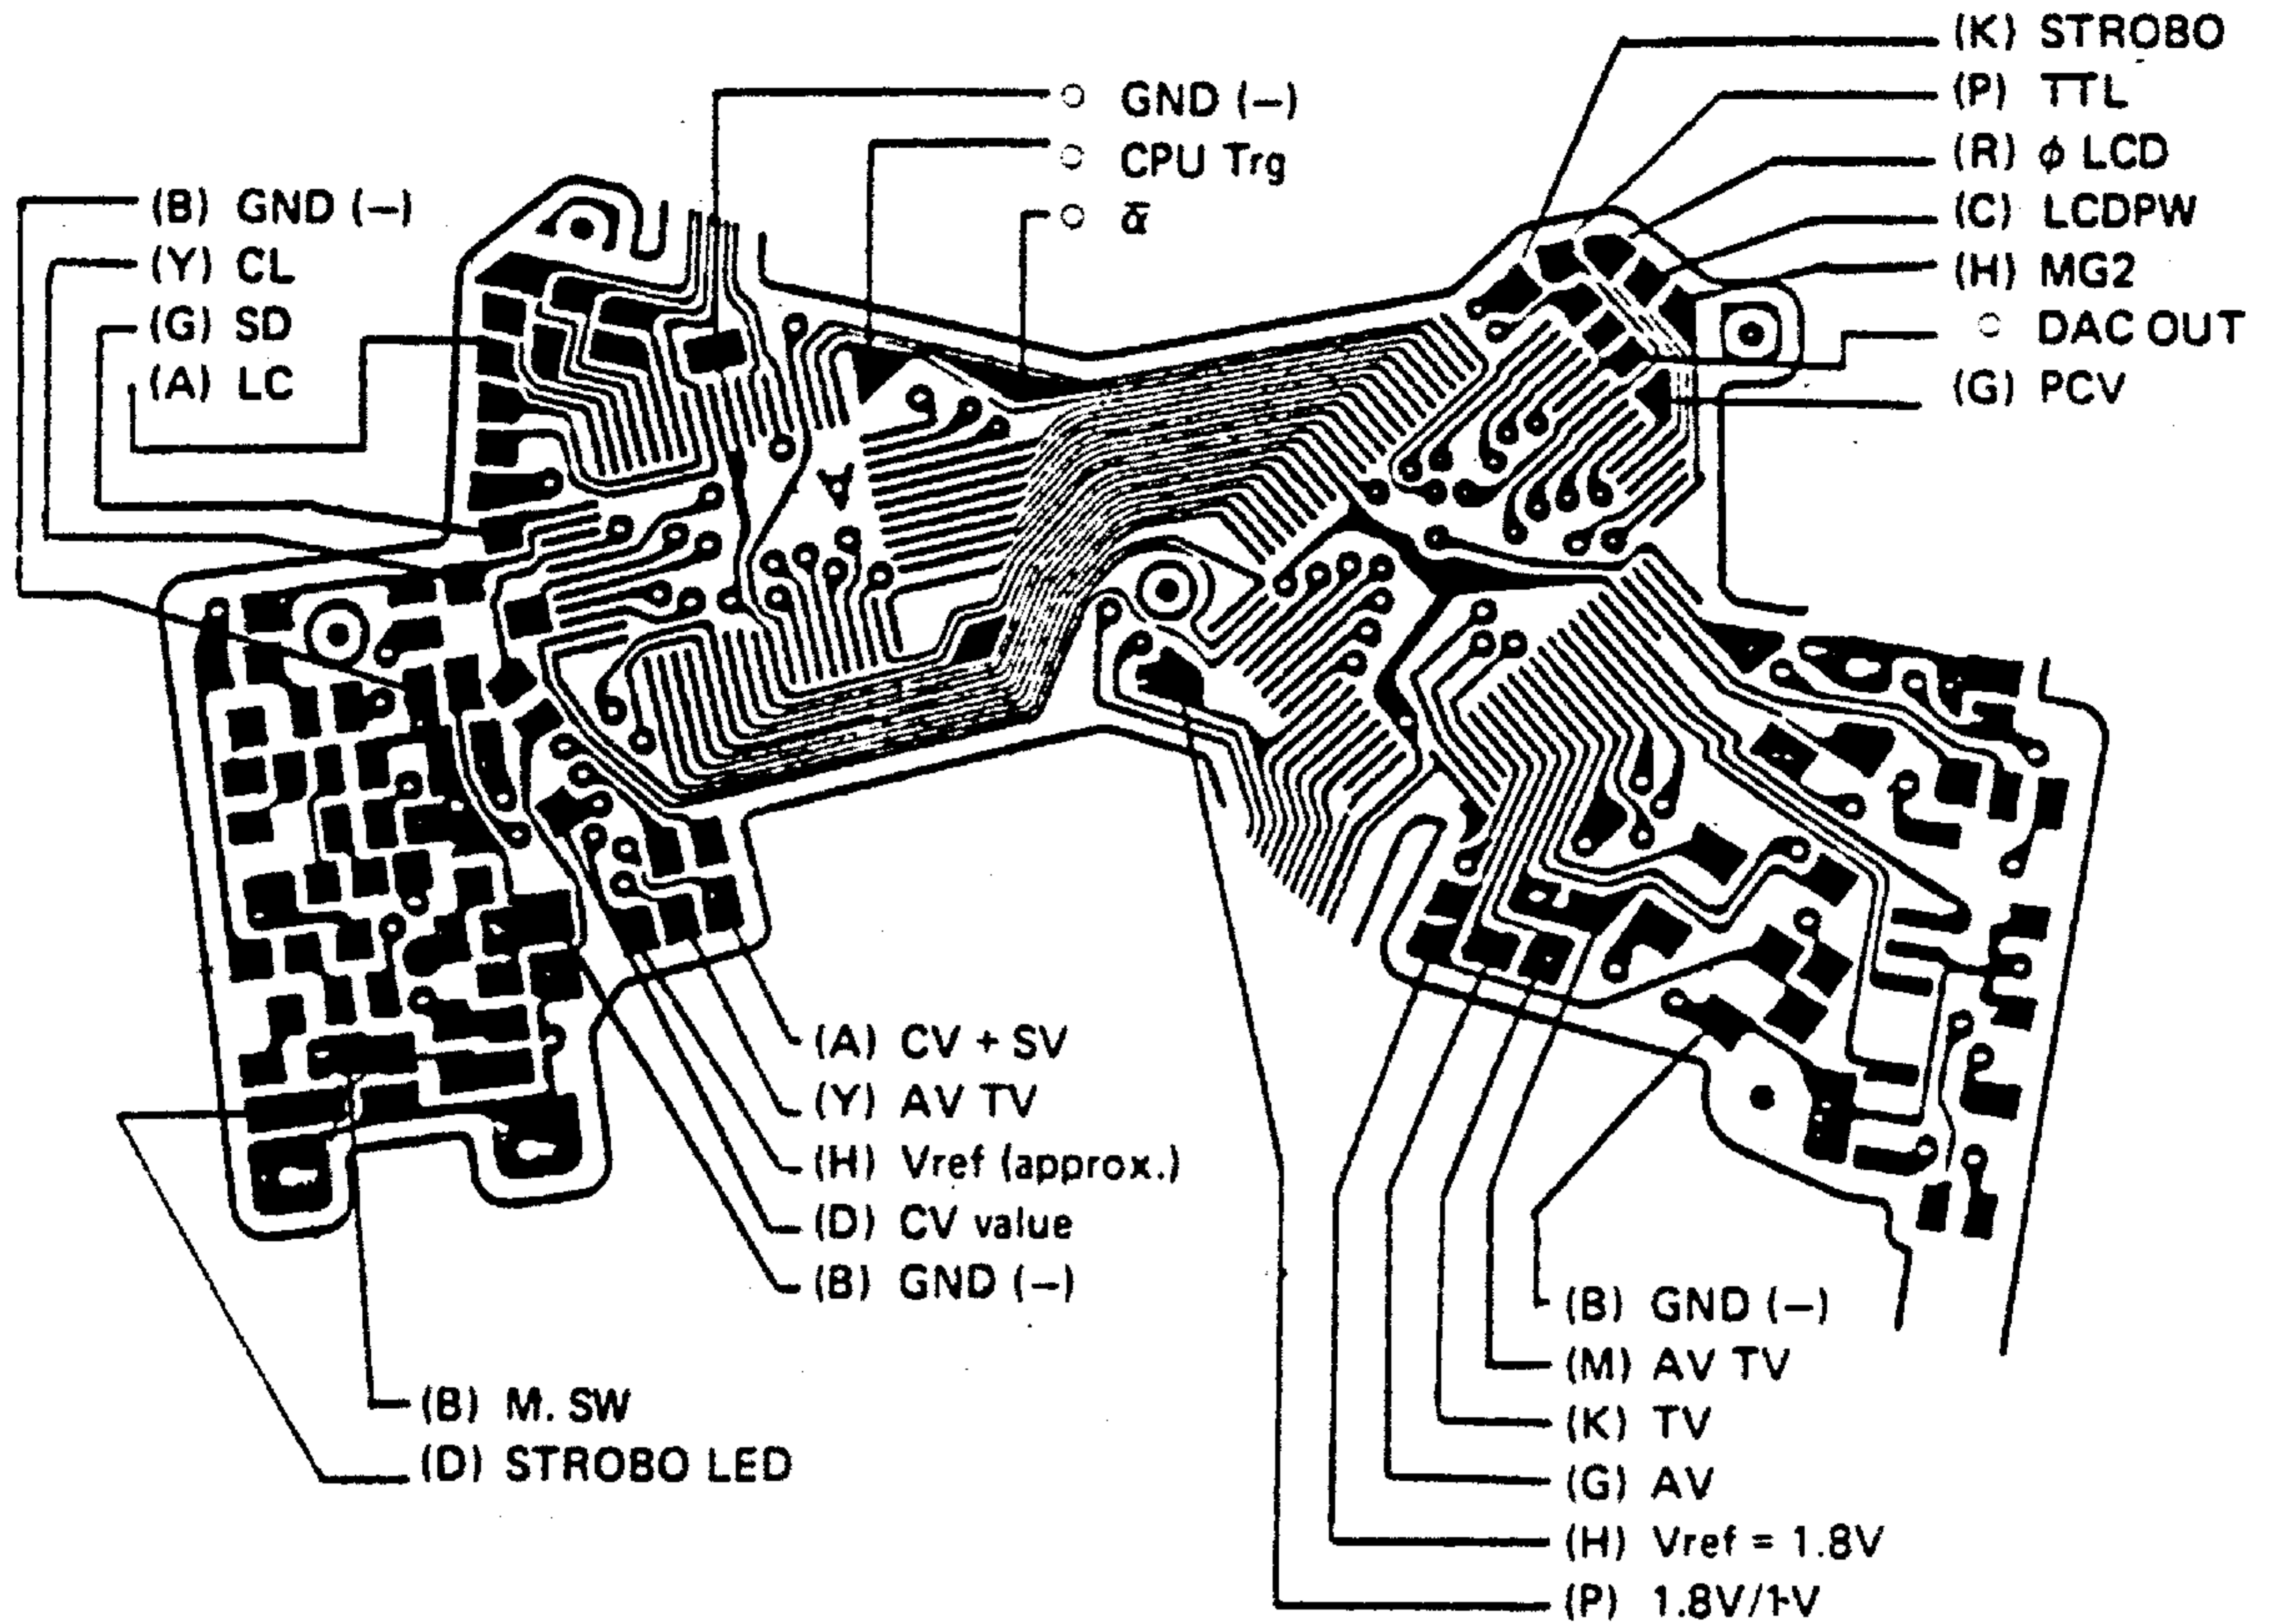 (B) GND (−)
(Y) CL
(G) SD
(A) LC
○ GND (−)
○ CPU Trg
○ α̅
(K) STROBO
(P) TTL
(R) ϕ LCD
(C) LCDPW
(H) MG2
○ DAC OUT
(G) PCV
(A) CV + SV
(Y) AV TV
(H) Vref (approx.)
(D) CV value
(B) GND (−)
(B) M. SW
(D) STROBO LED
(B) GND (−)
(M) AV TV
(K) TV
(G) AV
(H) Vref = 1.8V
(P) 1.8V/1V